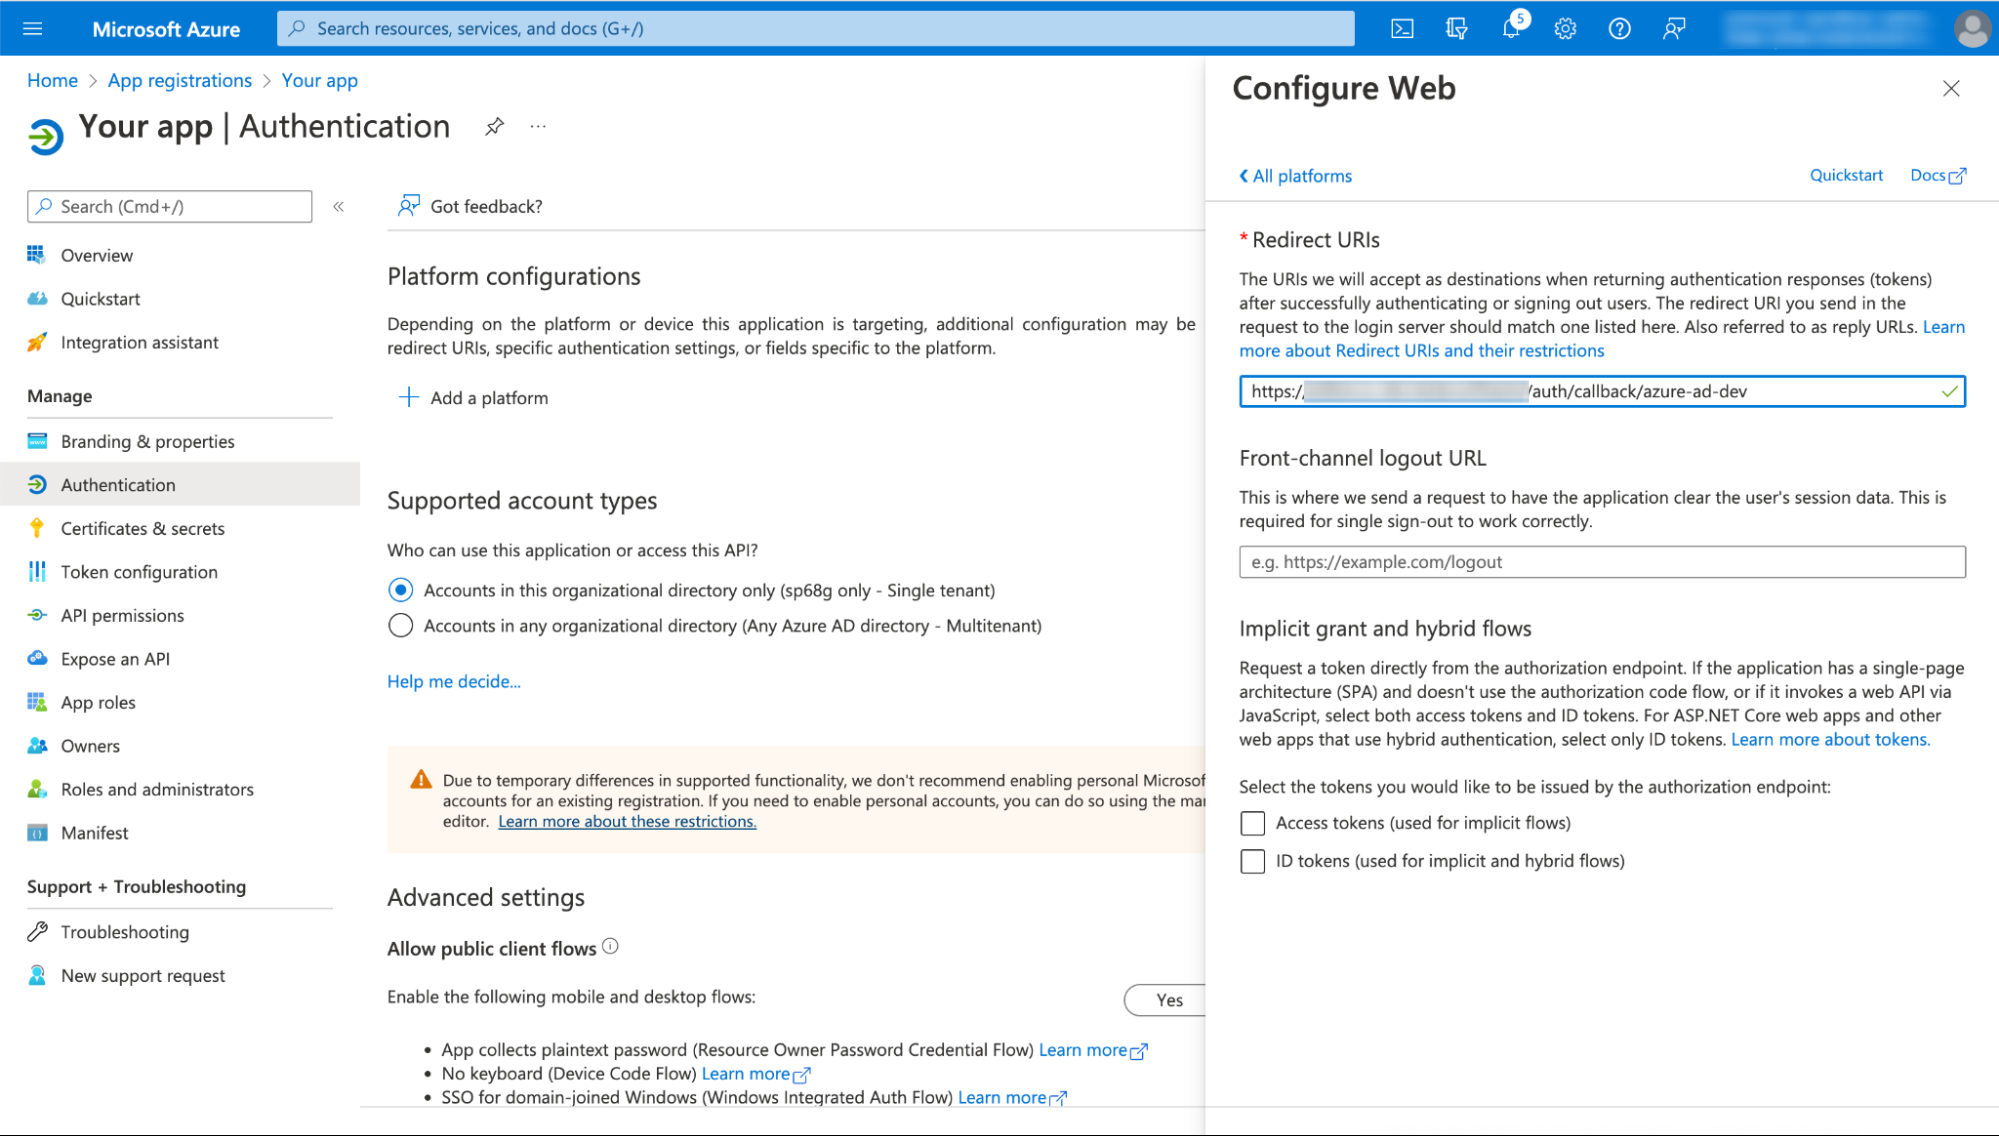 Microsoft Azure
Search resources, services, and docs (G+/)
5
Home > App registrations > Your app
Your app | Authentication
...
Search (Cmd+/)
«
Overview
Quickstart
Integration assistant
Manage
Branding & properties
Authentication
Certificates & secrets
Token configuration
API permissions
Expose an API
App roles
Owners
Roles and administrators
Manifest
Support + Troubleshooting
Troubleshooting
New support request
Got feedback?
Platform configurations
Depending on the platform or device this application is targeting, additional configuration may be
redirect URIs, specific authentication settings, or fields specific to the platform.
+ Add a platform
Supported account types
Who can use this application or access this API?
Accounts in this organizational directory only (sp68g only - Single tenant)
Accounts in any organizational directory (Any Azure AD directory - Multitenant)
Help me decide...
Due to temporary differences in supported functionality, we don't recommend enabling personal Microsof
accounts for an existing registration. If you need to enable personal accounts, you can do so using the ma
editor. Learn more about these restrictions.
Advanced settings
Allow public client flows
Enable the following mobile and desktop flows:
Yes
• App collects plaintext password (Resource Owner Password Credential Flow) Learn more
• No keyboard (Device Code Flow) Learn more
• SSO for domain-joined Windows (Windows Integrated Auth Flow) Learn more
Configure Web
All platforms
Quickstart
Docs
* Redirect URIs
The URIs we will accept as destinations when returning authentication responses (tokens)
after successfully authenticating or signing out users. The redirect URI you send in the
request to the login server should match one listed here. Also referred to as reply URLs. Learn
more about Redirect URIs and their restrictions
https:/ /auth/callback/azure-ad-dev
Front-channel logout URL
This is where we send a request to have the application clear the user's session data. This is
required for single sign-out to work correctly.
e.g. https://example.com/logout
Implicit grant and hybrid flows
Request a token directly from the authorization endpoint. If the application has a single-page
architecture (SPA) and doesn't use the authorization code flow, or if it invokes a web API via
JavaScript, select both access tokens and ID tokens. For ASP.NET Core web apps and other
web apps that use hybrid authentication, select only ID tokens. Learn more about tokens.
Select the tokens you would like to be issued by the authorization endpoint:
Access tokens (used for implicit flows)
ID tokens (used for implicit and hybrid flows)